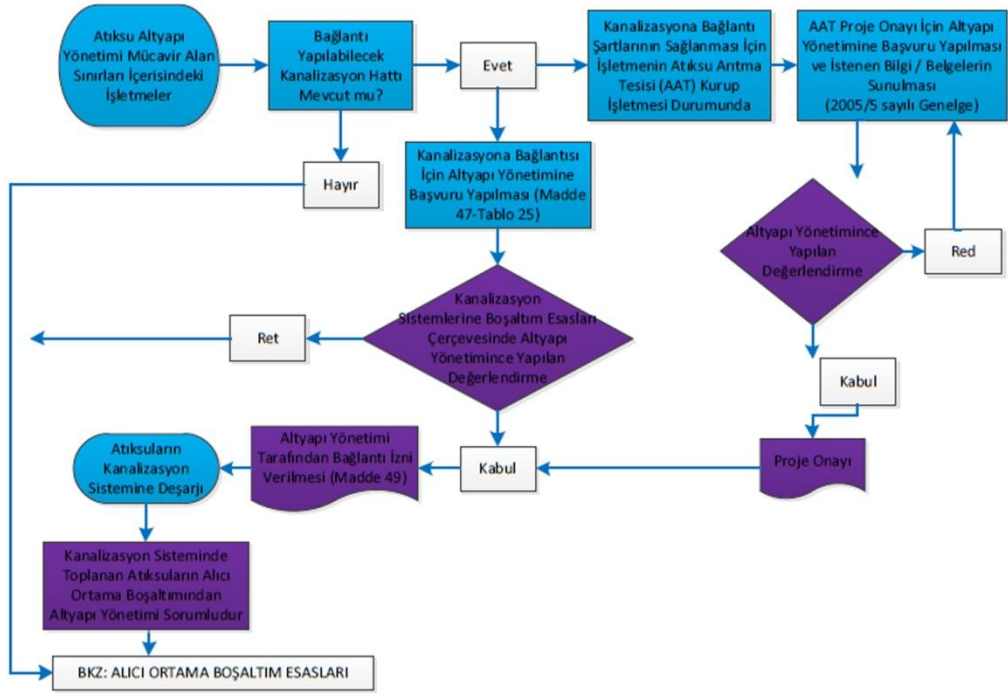 Atıksu Altyapı
Yönetimi Mücavir Alan
Sınırları İçerisindeki
İşletmeler
Bağlantı
Yapılabilecek
Kanalizasyon Hattı
Mevcut mu?
Evet
Kanalizasyona Bağlantı
Şartlarının Sağlanması İçin
İşletmenin Atıksu Arıtma
Tesisi (AAT) Kurup
İşletmesi Durumunda
AAT Proje Onayı İçin Altyapı
Yönetimine Başvuru Yapılması
ve İstenen Bilgi / Belgelerin
Sunulması
(2005/5 sayılı Genelge)
Hayır
Kanalizasyona Bağlantısı
İçin Altyapı Yönetimine
Başvuru Yapılması (Madde
47-Tablo 25)
Altyapı Yönetimince
Yapılan
Değerlendirme
Red
Kanalizasyon
Sistemlerine Boşaltım Esasları
Çerçevesinde Altyapı
Yönetimince Yapılan
Değerlendirme
Ret
Kabul
Atıksuların
Kanalizasyon
Sistemine Deşarjı
Altyapı Yönetimi
Tarafından Bağlantı İzni
Verilmesi (Madde 49)
Kabul
Proje Onayı
Kanalizasyon Sisteminde
Toplanan Atıksuların Alıcı
Ortama Boşaltımından
Altyapı Yönetimi Sorumludur
BKZ: ALICI ORTAMA BOŞALTIM ESASLARI